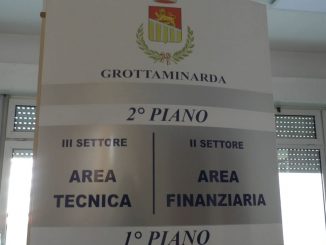 GROTTAMINARDA
2° PIANO
III SETTORE
AREA
TECNICA
II SETTORE
AREA
FINANZIARIA
1° PIANO